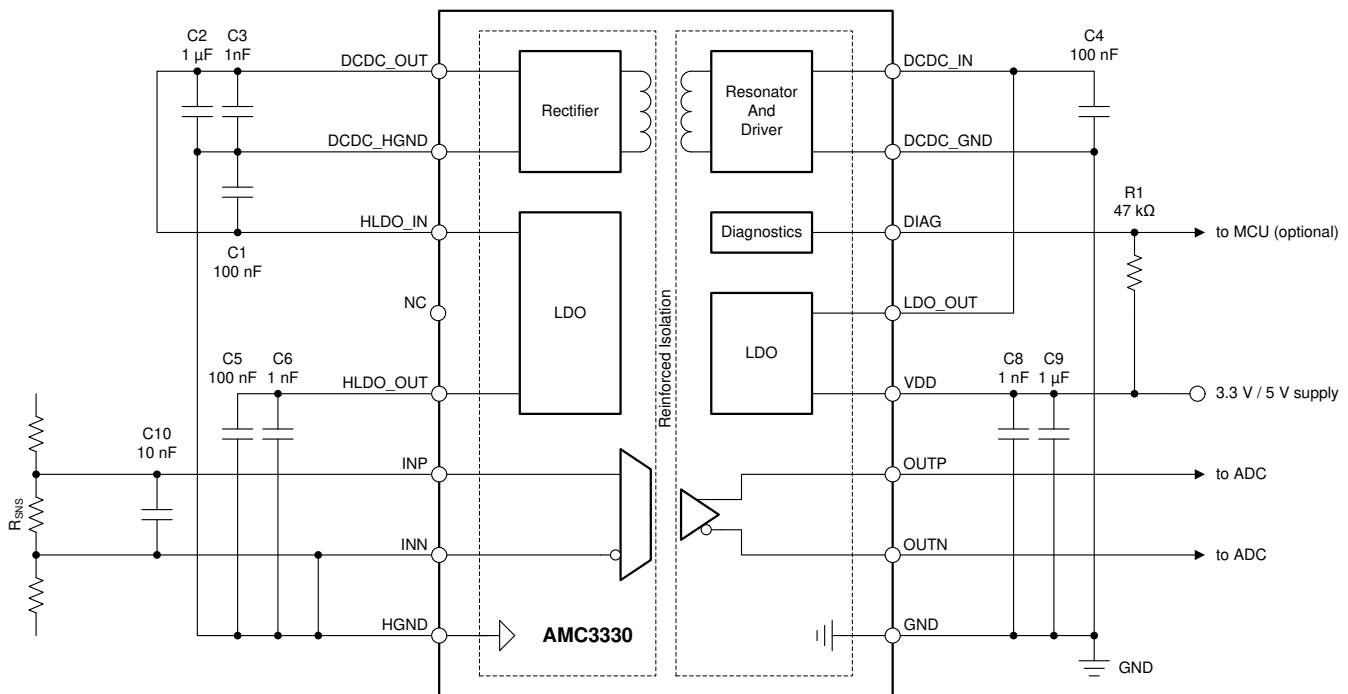 C2
1 µF
C3
1nF
DCDC_OUT
DCDC_IN
C4
100 nF
Rectifier
Resonator
And
Driver
DCDC_HGND
DCDC_GND
R1
47 kΩ
HLDO_IN
Diagnostics
DIAG
to MCU (optional)
C1
100 nF
NC
LDO
Reinforced Isolation
LDO
LDO_OUT
C5
100 nF
C6
1 nF
HLDO_OUT
VDD
C8
1 nF
C9
1 µF
3.3 V / 5 V supply
C10
10 nF
INP
OUTP
to ADC
RSNS
INN
OUTN
to ADC
HGND
AMC3330
GND
GND